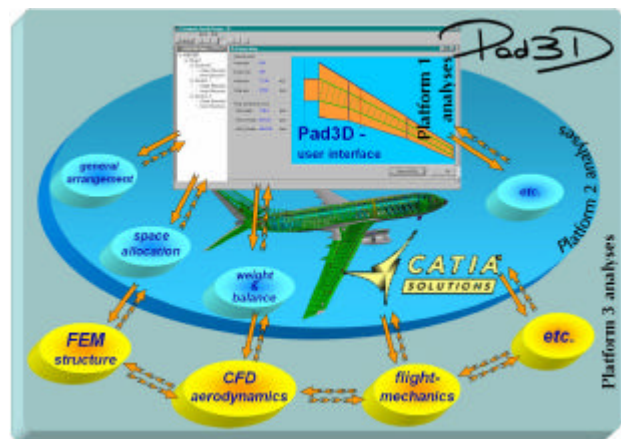 Pad3D
Platform 1
analyses
Pad3D -
user interface
general
arrangement
etc.
Platform 2 analyses
space
allocation
weight
&
balance
CATIA
SOLUTIONS
Platform 3 analyses
FEM
structure
CFD
aerodynamics
flight-
mechanics
etc.